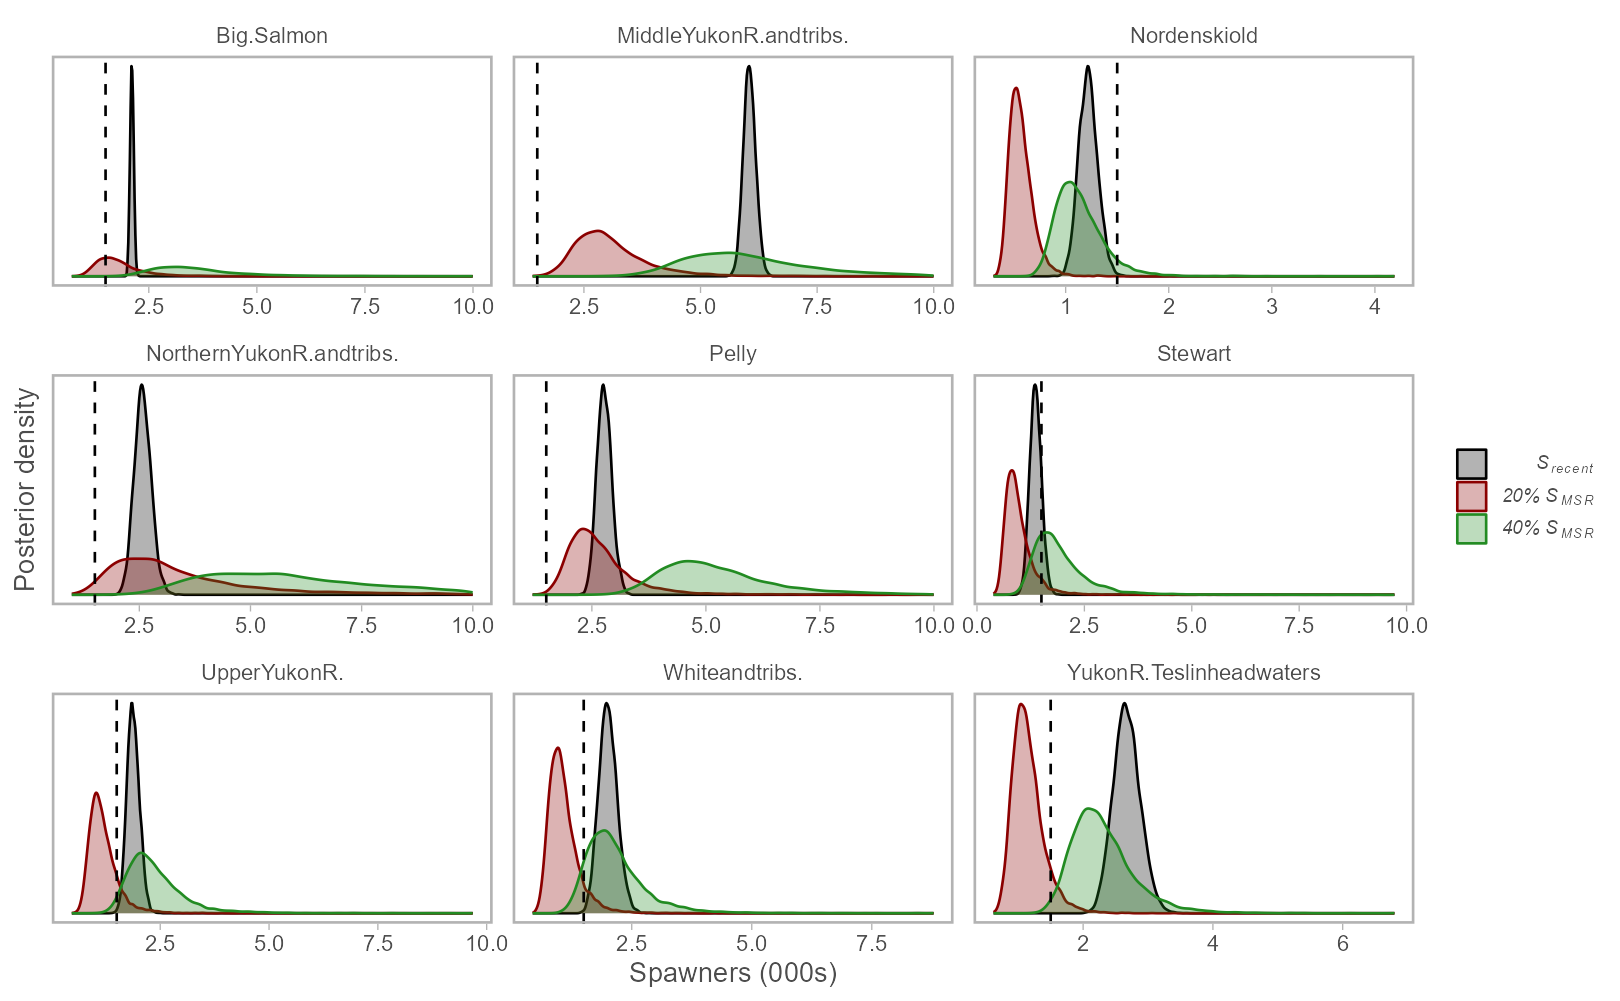 Big.Salmon
MiddleYukonR.andtribs.
Nordenskiold
2.5 5.0 7.5 10.0
2.5 5.0 7.5 10.0
1 2 3 4
NorthernYukonR.andtribs.
Pelly
Stewart
Posterior density
2.5 5.0 7.5 10.0
2.5 5.0 7.5 10.0
0.0 2.5 5.0 7.5 10.0
S recent
20% S MSR
40% S MSR
UpperYukonR.
Whiteandtribs.
YukonR.Teslinheadwaters
2.5 5.0 7.5 10.0
2.5 5.0 7.5
2 4 6
Spawners (000s)